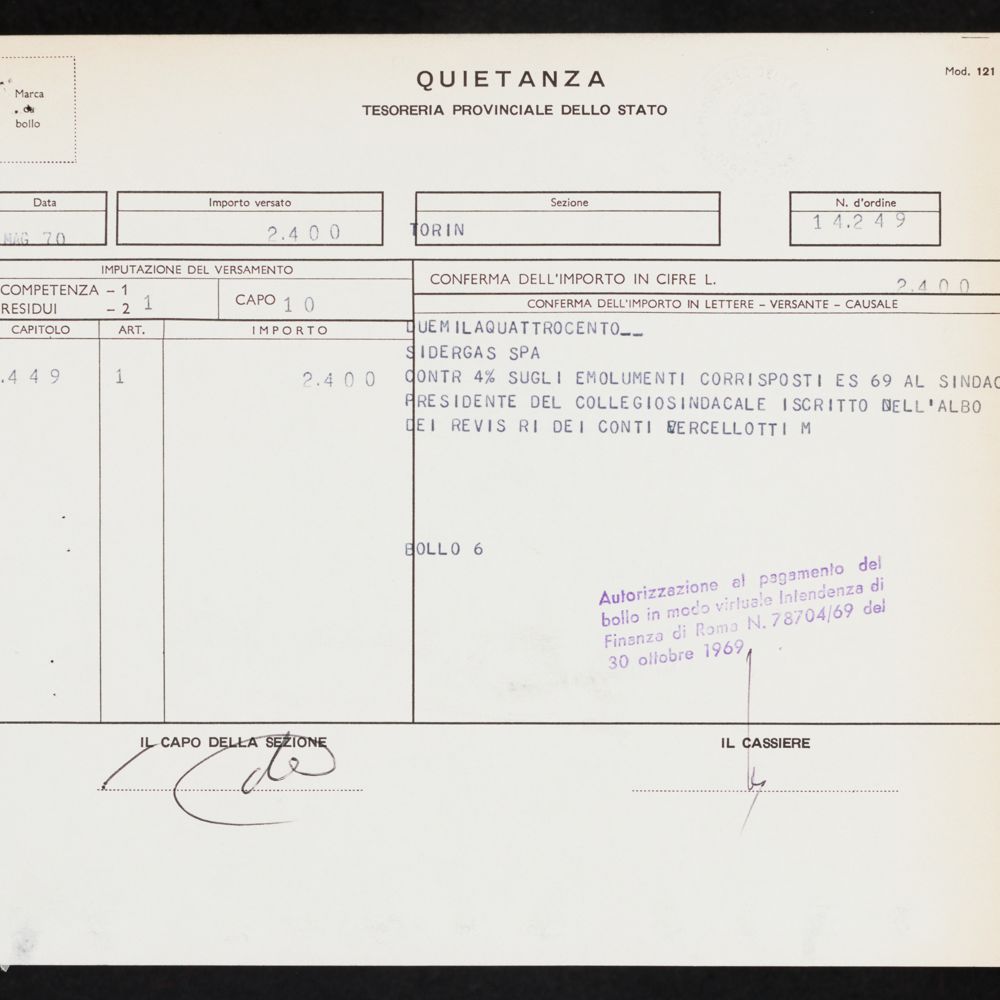 QUIETANZA
Mod. 121
TESORERIA PROVINCIALE DELLO STATO
Marca
da
bollo
Data
Importo versato
Sezione
N. d'ordine
MAG 70
2.400
TORIN
14.249
IMPUTAZIONE DEL VERSAMENTO
CONFERMA DELL'IMPORTO IN CIFRE L.
2.400
COMPETENZA – 1
RESIDUI – 2
1
CAPO 10
CONFERMA DELL'IMPORTO IN LETTERE – VERSANTE – CAUSALE
CAPITOLO
ART.
IMPORTO
.449
1
2.400
DUEMILAQUATTROCENTO__
SIDERGAS SPA
CONTR 4% SUGLI EMOLUMENTI CORRISPOSTI ES 69 AL SINDAC
PRESIDENTE DEL COLLEGIOSINDACALE ISCRITTO NELL'ALBO
DEI REVIS RI DEI CONTI VERCELLOTTI M
BOLLO 6
Autorizzazione al pagamento del
bollo in modo virtuale Intendenza di
Finanza di Roma N. 78704/69 del
30 ottobre 1969
IL CAPO DELLA SEZIONE
IL CASSIERE